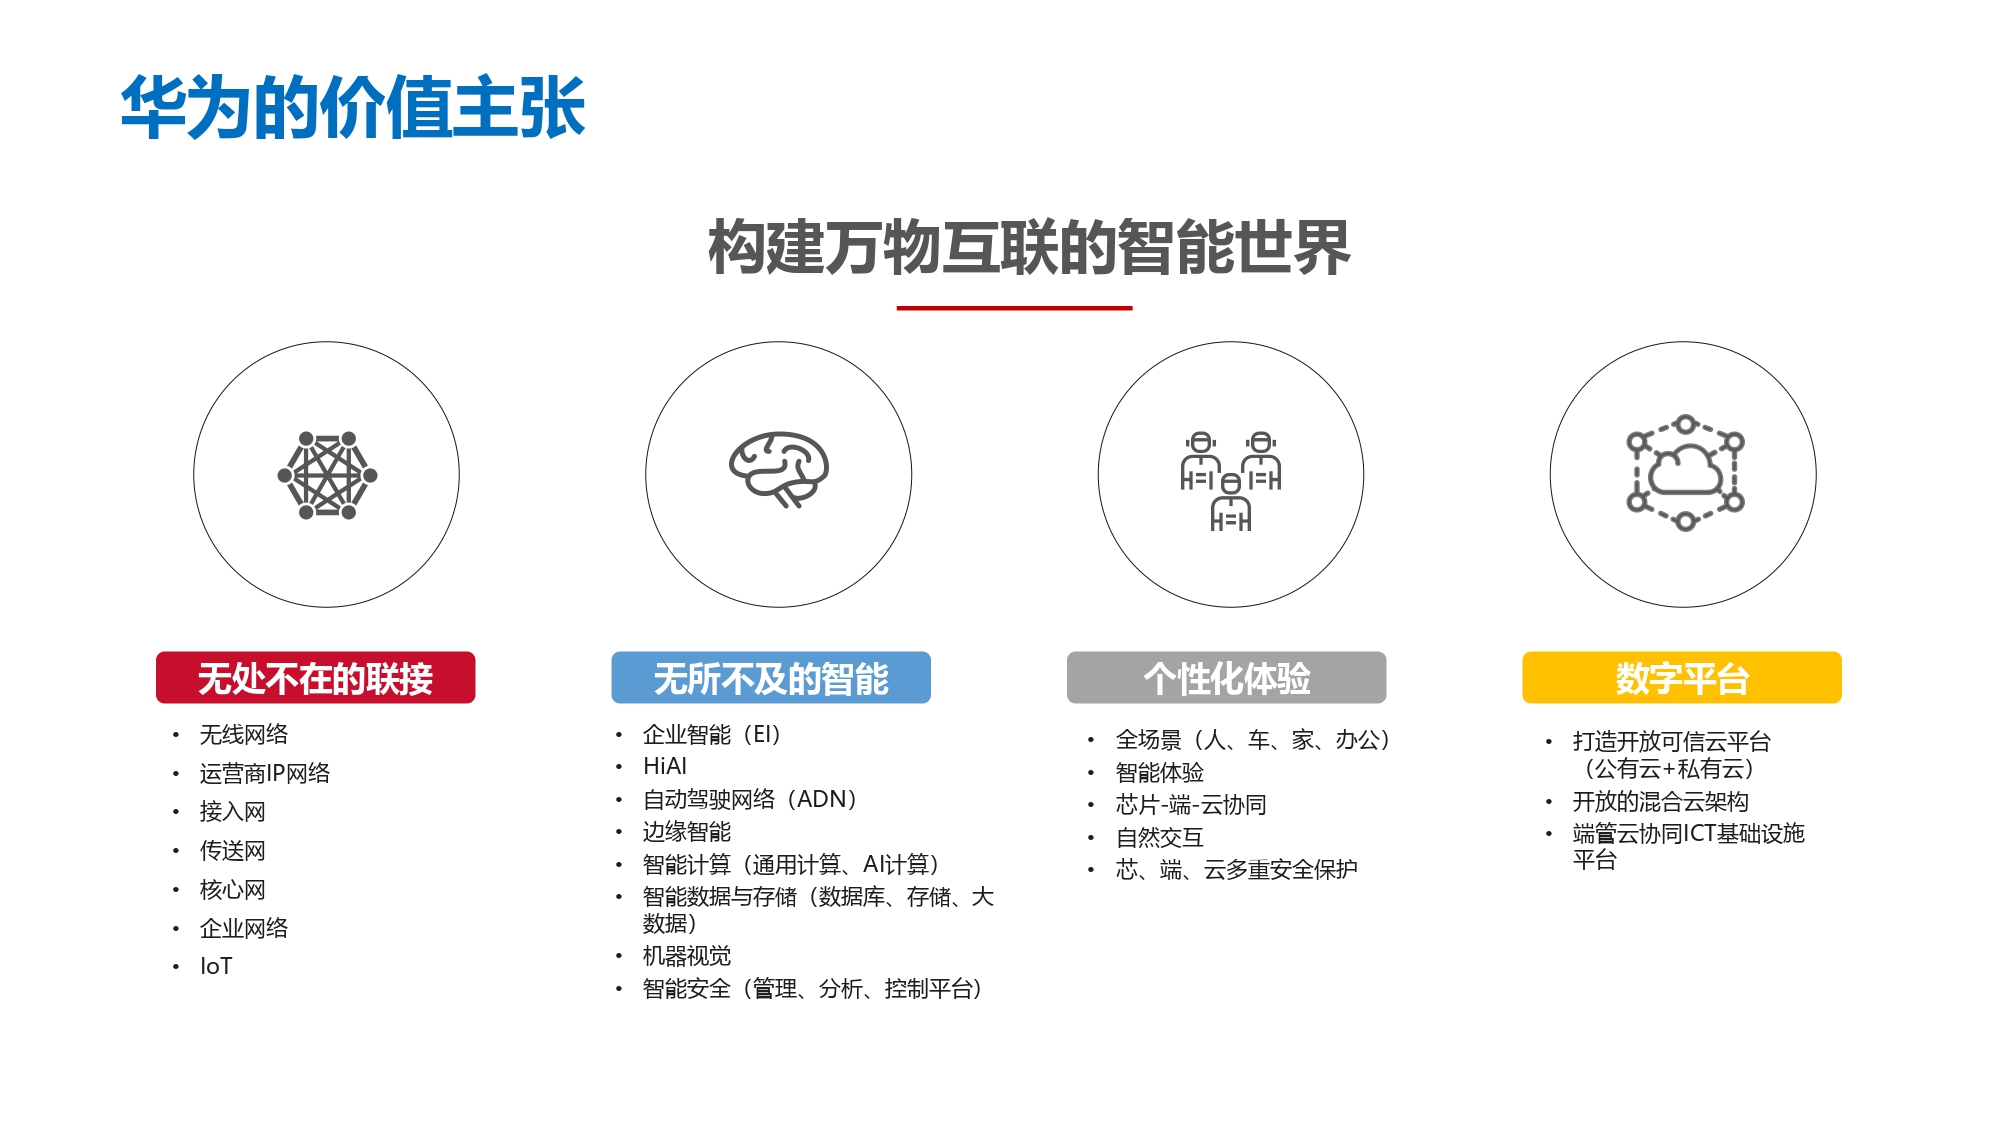 华为的价值主张
构建万物互联的智能世界
无处不在的联接
• 无线网络
• 运营商IP网络
• 接入网
• 传送网
• 核心网
• 企业网络
• IoT
无所不及的智能
• 企业智能（EI）
• HiAI
• 自动驾驶网络（ADN）
• 边缘智能
• 智能计算（通用计算、AI计算）
• 智能数据与存储（数据库、存储、大
数据）
• 机器视觉
• 智能安全（管理、分析、控制平台）
个性化体验
• 全场景（人、车、家、办公）
• 智能体验
• 芯片-端-云协同
• 自然交互
• 芯、端、云多重安全保护
数字平台
• 打造开放可信云平台
（公有云+私有云）
• 开放的混合云架构
• 端管云协同ICT基础设施
平台